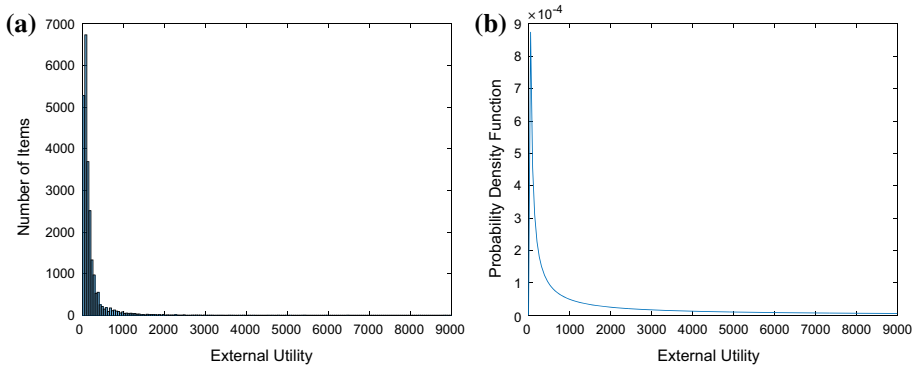 (a)
7000
6000
5000
4000
3000
2000
1000
0
Number of Items
0 1000 2000 3000 4000 5000 6000 7000 8000 9000
External Utility
(b)
×10-4
9
8
7
6
5
4
3
2
1
0
Probability Density Function
0 1000 2000 3000 4000 5000 6000 7000 8000 9000
External Utility